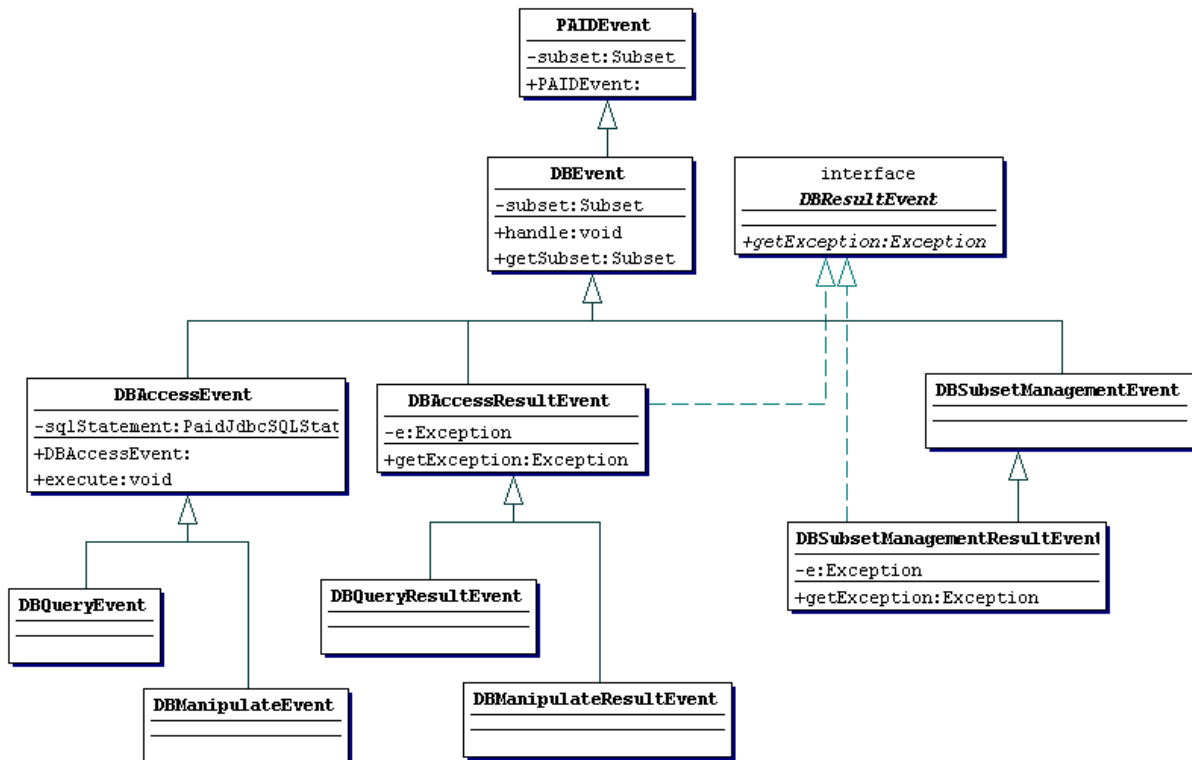 PAIDEvent
-subset:Subset
+PAIDEvent:
DBEvent
-subset:Subset
+handle:void
+getSubset:Subset
interface
DBResultEvent
+getException:Exception
DBAccessEvent
-sqlStatement:PaidJdbcSQLStat
+DBAccessEvent:
+execute:void
DBAccessResultEvent
-e:Exception
+getException:Exception
DBSubsetManagementEvent
DBSubsetManagementResultEvent
-e:Exception
+getException:Exception
DBQueryEvent
DBQueryResultEvent
DBManipulateEvent
DBManipulateResultEvent